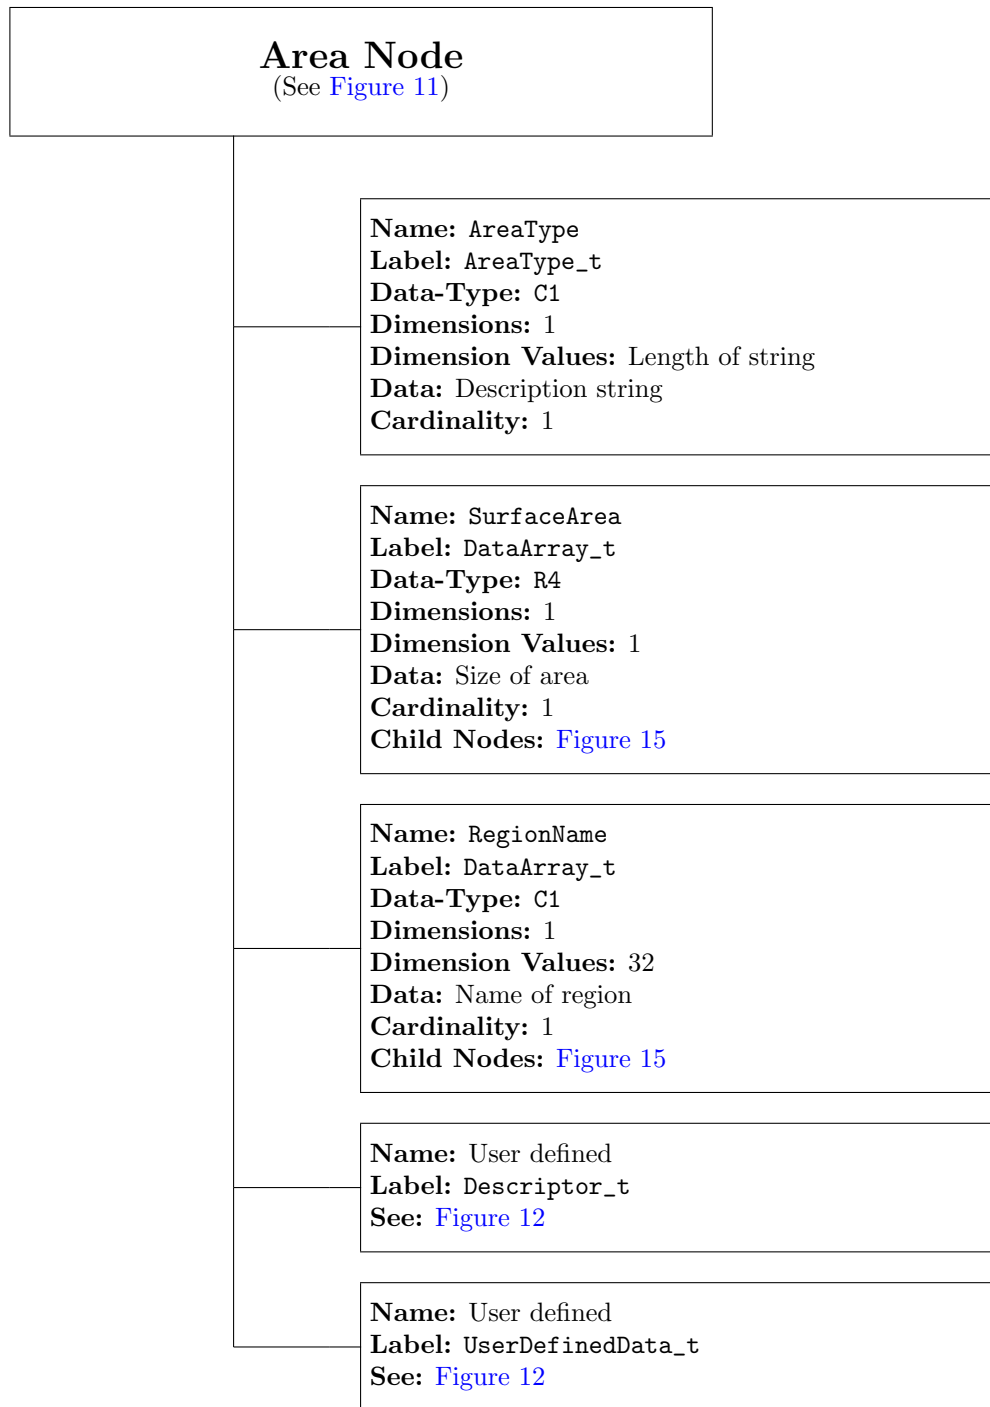 Area Node
(See Figure 11)
Name: AreaType
Label: AreaType_t
Data-Type: C1
Dimensions: 1
Dimension Values: Length of string
Data: Description string
Cardinality: 1
Name: SurfaceArea
Label: DataArray_t
Data-Type: R4
Dimensions: 1
Dimension Values: 1
Data: Size of area
Cardinality: 1
Child Nodes: Figure 15
Name: RegionName
Label: DataArray_t
Data-Type: C1
Dimensions: 1
Dimension Values: 32
Data: Name of region
Cardinality: 1
Child Nodes: Figure 15
Name: User defined
Label: Descriptor_t
See: Figure 12
Name: User defined
Label: UserDefinedData_t
See: Figure 12